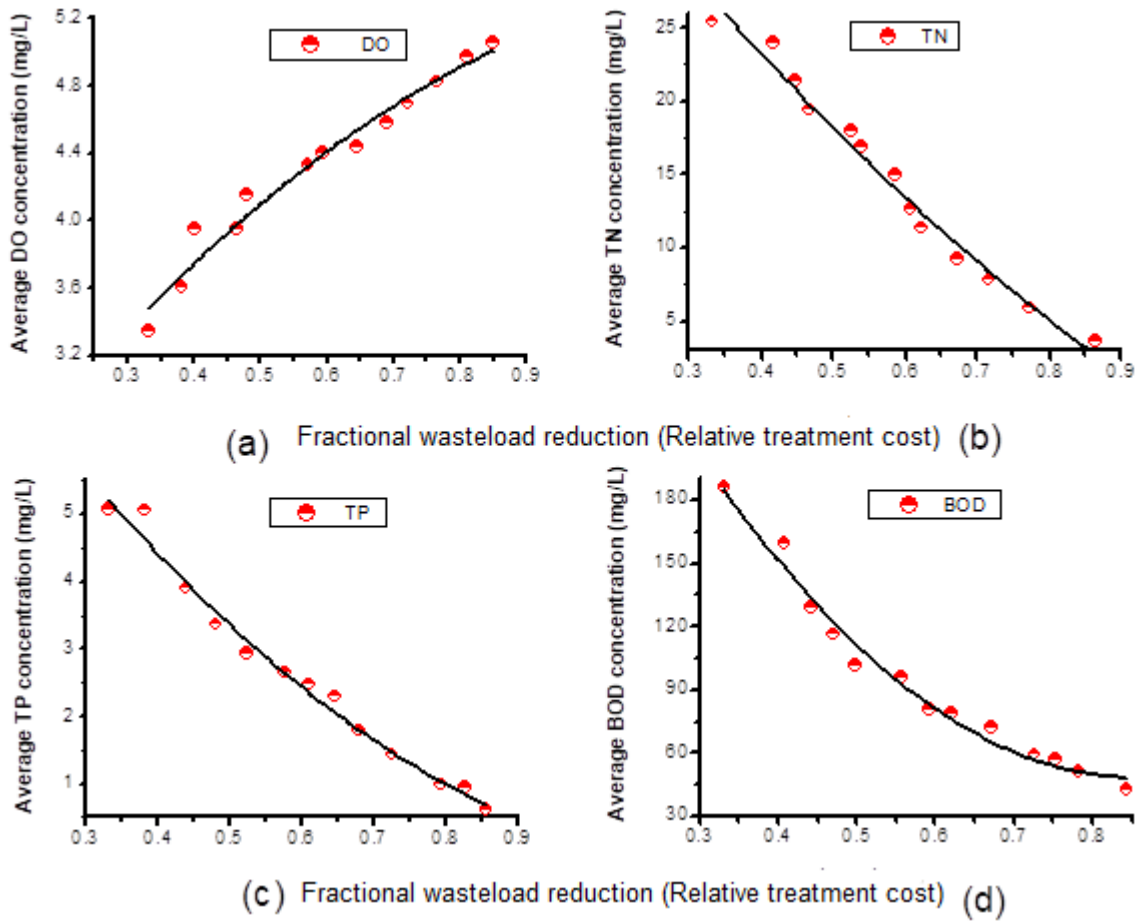 Average DO concentration (mg/L)
5.2
4.8
4.4
4.0
3.6
3.2
DO
0.3 0.4 0.5 0.6 0.7 0.8 0.9
Average TN concentration (mg/L)
25
20
15
10
5
TN
0.3 0.4 0.5 0.6 0.7 0.8 0.9
(a) Fractional wasteload reduction (Relative treatment cost) (b)
Average TP concentration (mg/L)
5
4
3
2
1
TP
0.3 0.4 0.5 0.6 0.7 0.8 0.9
Average BOD concentration (mg/L)
180
150
120
90
60
30
BOD
0.3 0.4 0.5 0.6 0.7 0.8
(c) Fractional wasteload reduction (Relative treatment cost) (d)